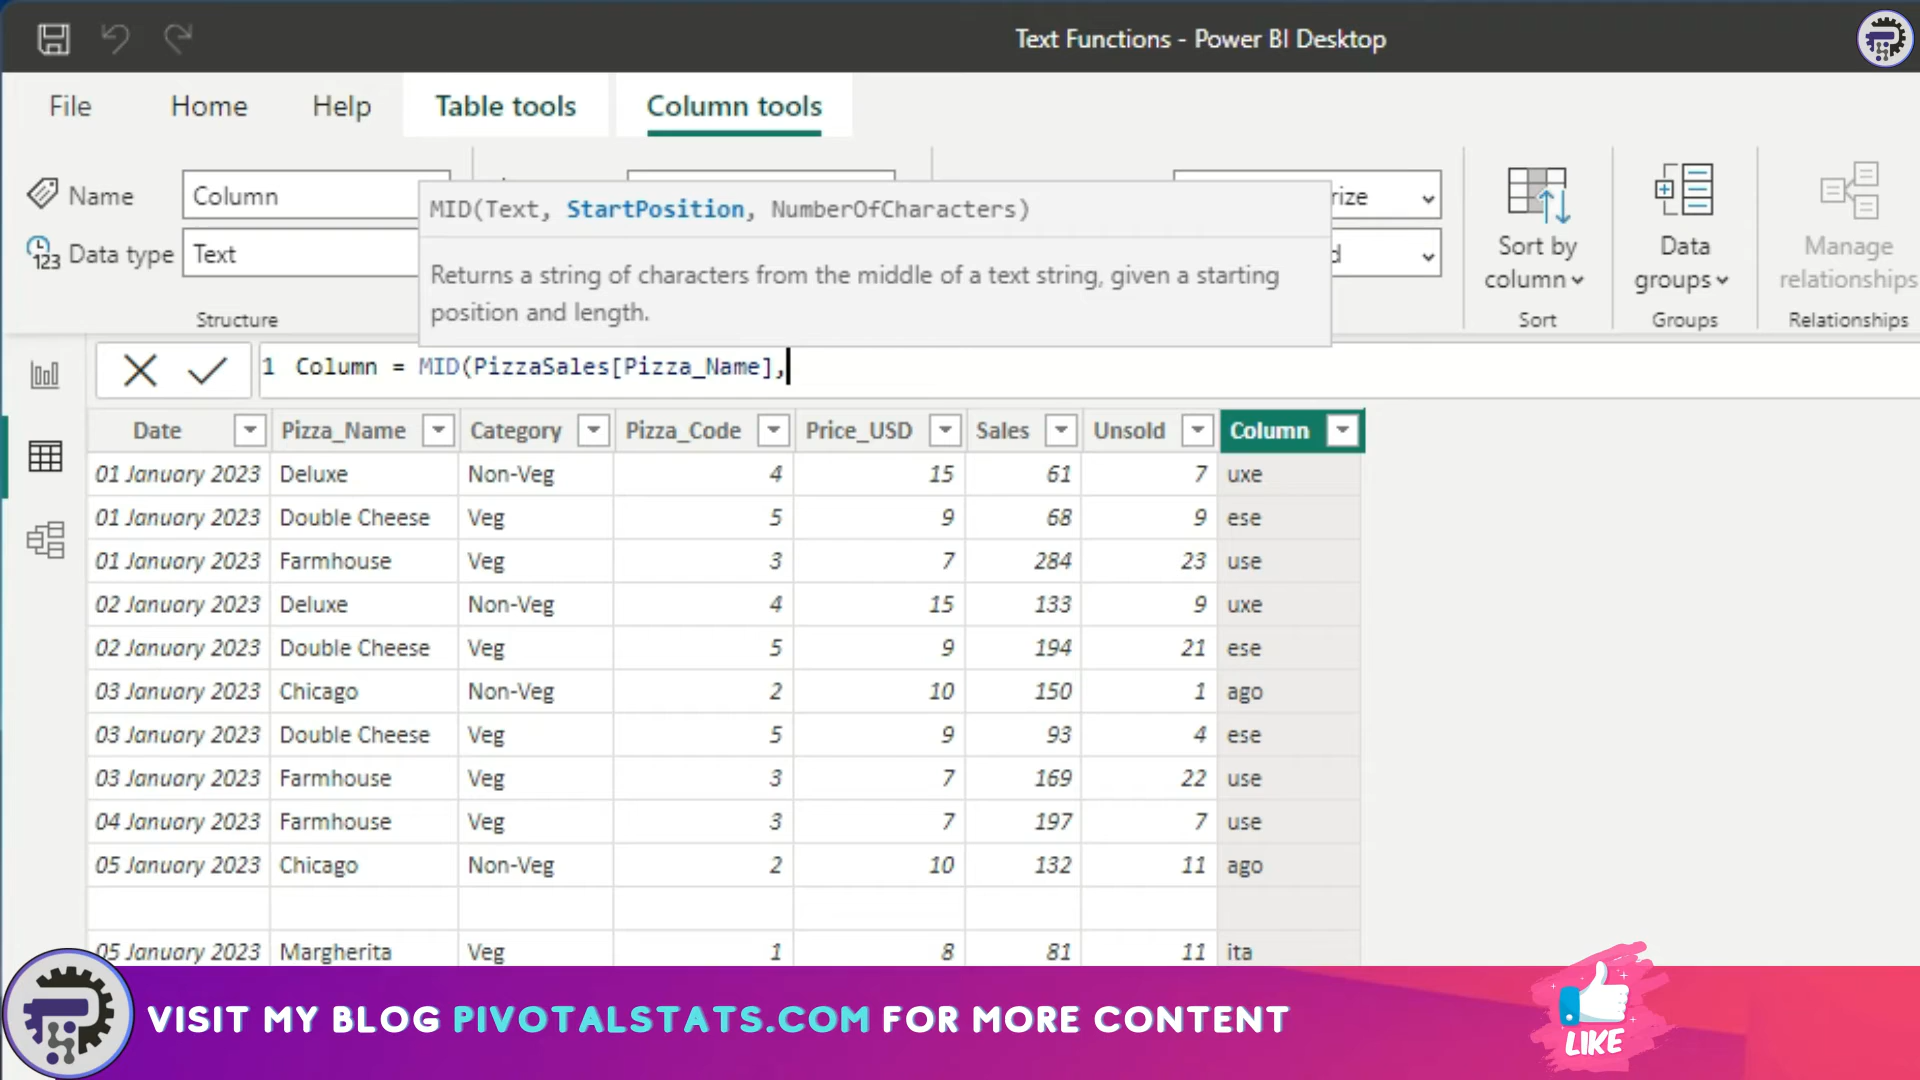 Text Functions - Power BI Desktop
File Home Help Table tools Column tools
Name Column
Data type Text
Structure
MID(Text, StartPosition, NumberOfCharacters)
Returns a string of characters from the middle of a text string, given a starting
position and length.
rize
d
Sort by
column
Sort
Data
groups
Groups
Manage
relationships
Relationships
1 Column = MID(PizzaSales[Pizza_Name],
Date Pizza_Name Category Pizza_Code Price_USD Sales Unsold Column
01 January 2023 Deluxe Non-Veg 4 15 61 7 uxe
01 January 2023 Double Cheese Veg 5 9 68 9 ese
01 January 2023 Farmhouse Veg 3 7 284 23 use
02 January 2023 Deluxe Non-Veg 4 15 133 9 uxe
02 January 2023 Double Cheese Veg 5 9 194 21 ese
03 January 2023 Chicago Non-Veg 2 10 150 1 ago
03 January 2023 Double Cheese Veg 5 9 93 4 ese
03 January 2023 Farmhouse Veg 3 7 169 22 use
04 January 2023 Farmhouse Veg 3 7 197 7 use
05 January 2023 Chicago Non-Veg 2 10 132 11 ago
05 January 2023 Margherita Veg 1 8 81 11 ita
VISIT MY BLOG PIVOTALSTATS.COM FOR MORE CONTENT
LIKE